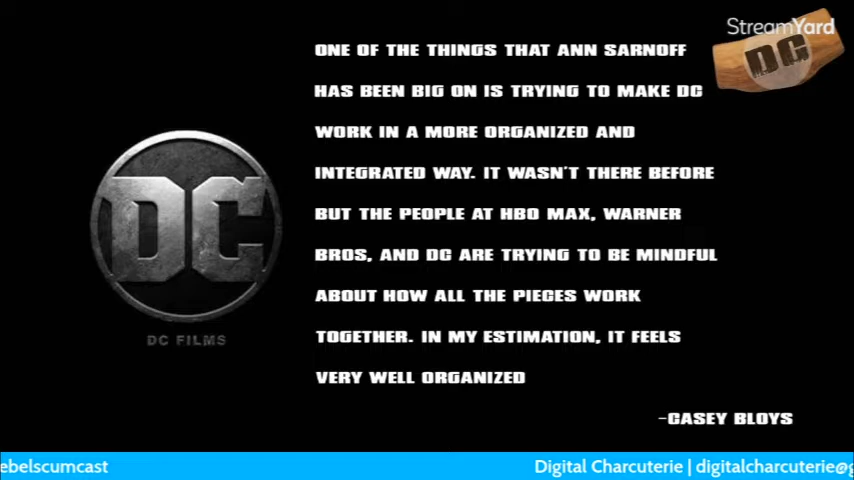 StreamYard
DC
ONE OF THE THINGS THAT ANN SARNOFF
HAS BEEN BIG ON IS TRYING TO MAKE DC
WORK IN A MORE ORGANIZED AND
INTEGRATED WAY. IT WASN'T THERE BEFORE
BUT THE PEOPLE AT HBO MAX, WARNER
BROS, AND DC ARE TRYING TO BE MINDFUL
ABOUT HOW ALL THE PIECES WORK
TOGETHER. IN MY ESTIMATION, IT FEELS
VERY WELL ORGANIZED
-CASEY BLOYS
DC
DC FILMS
ebelscumcast
Digital Charcuterie | digitalcharcuterie@g